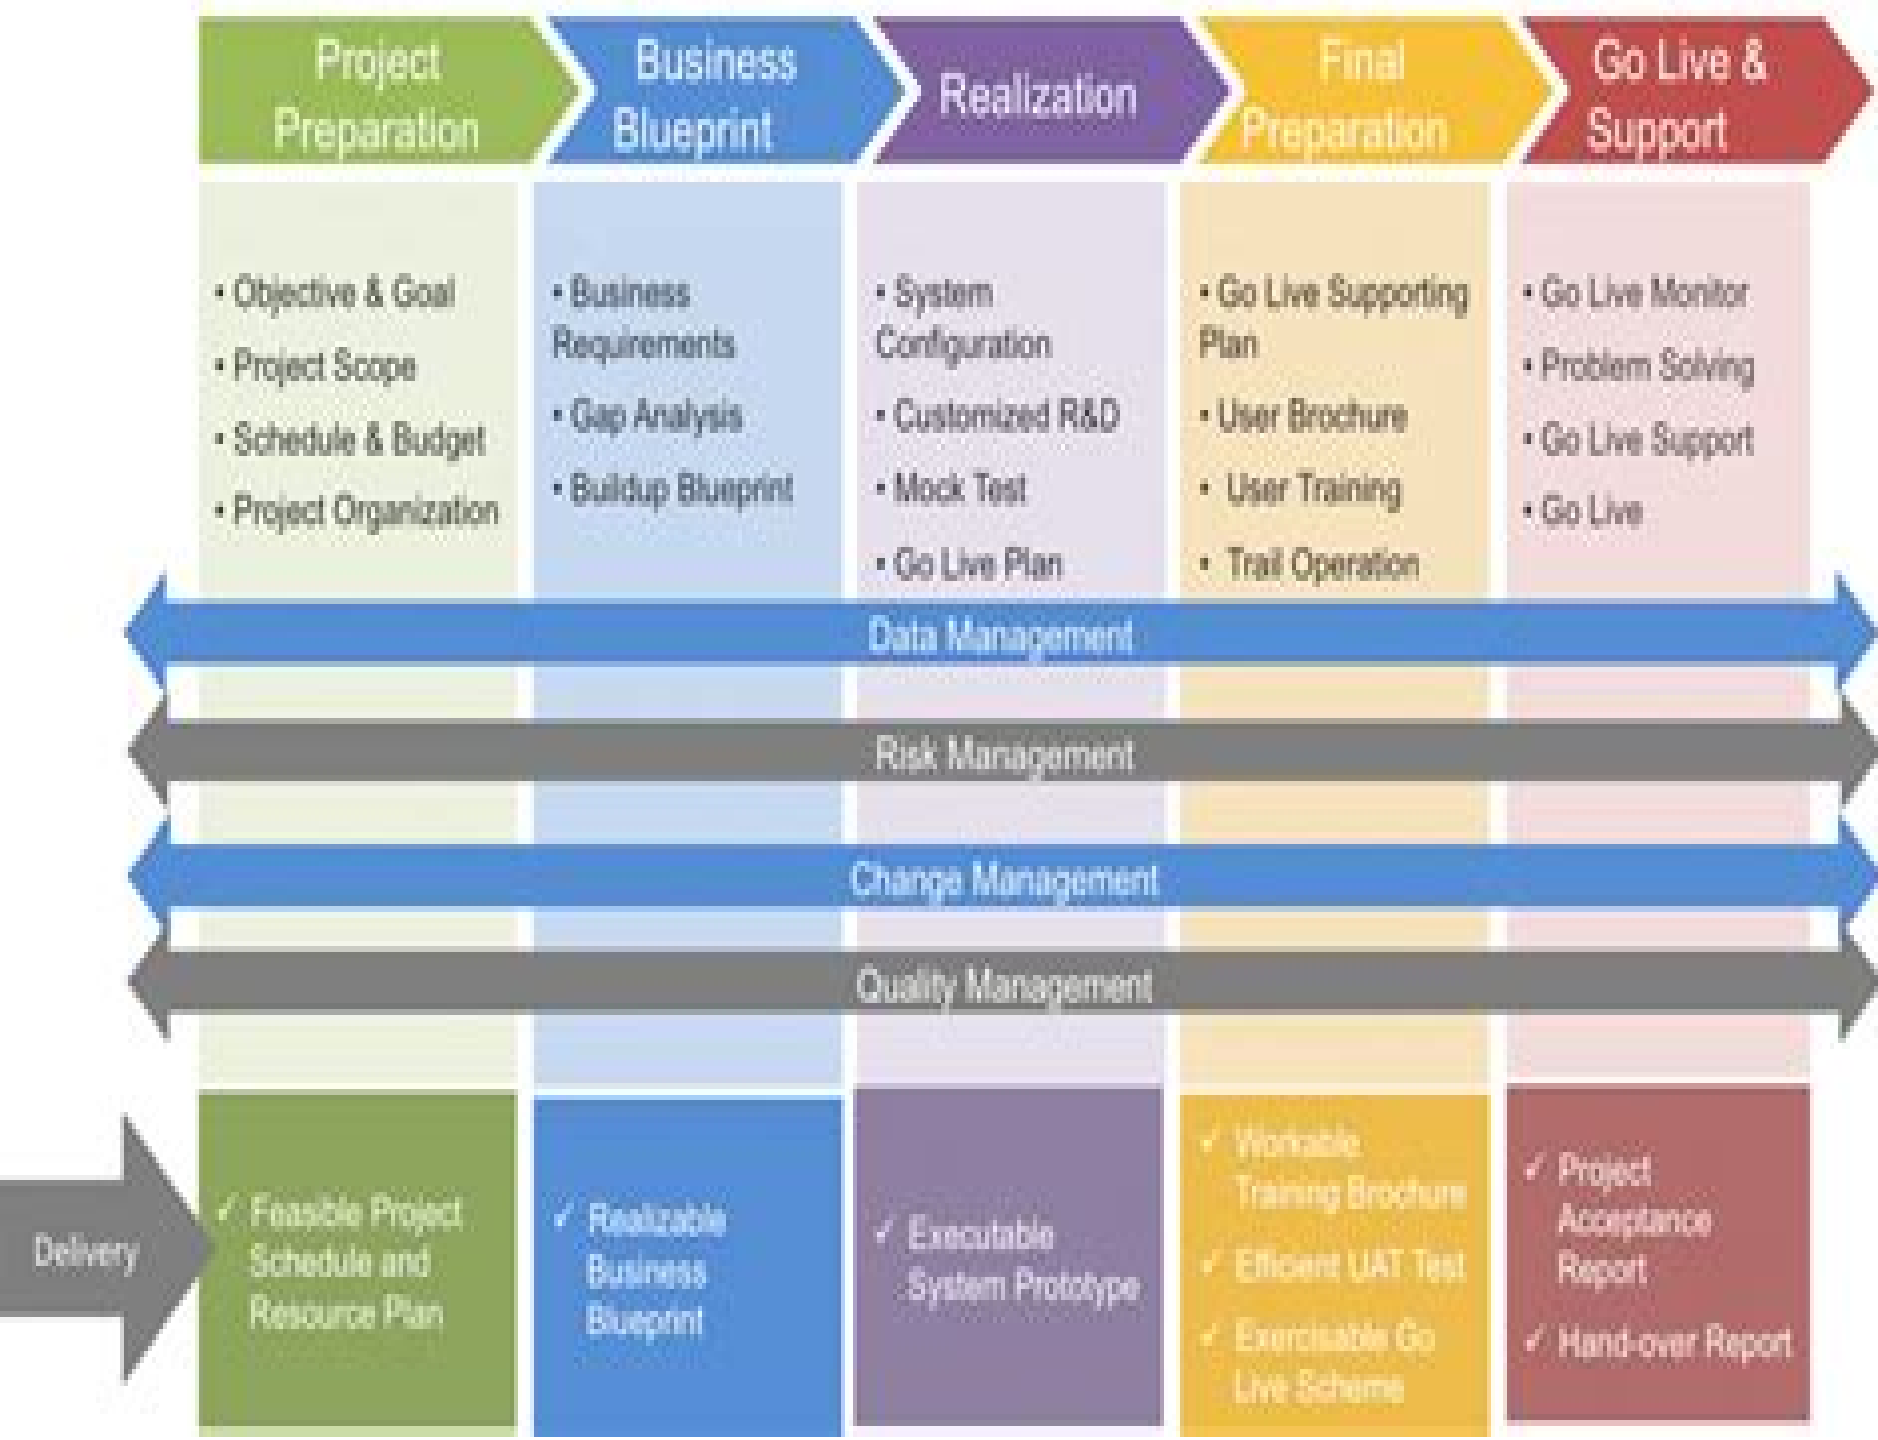 Project
Preparation
Business
Blueprint
Realization
Final
Preparation
Go Live &
Support
• Objective & Goal
• Project Scope
• Schedule & Budget
• Project Organization
• Business
Requirements
• Gap Analysis
• Buildup Blueprint
• System
Configuration
• Customized R&D
• Mock Test
• Go Live Plan
• Go Live Supporting
Plan
• User Brochure
• User Training
• Trail Operation
• Go Live Monitor
• Problem Solving
• Go Live Support
• Go Live
Data Management
Risk Management
Change Management
Quality Management
Delivery
✓ Feasible Project
Schedule and
Resource Plan
✓ Realizable
Business
Blueprint
✓ Executable
System Prototype
✓ Workable
Training Brochure
✓ Efficent UAT Test
✓ Exercisable Go
Live Scheme
✓ Project
Acceptance
Report
✓ Hand-over Report